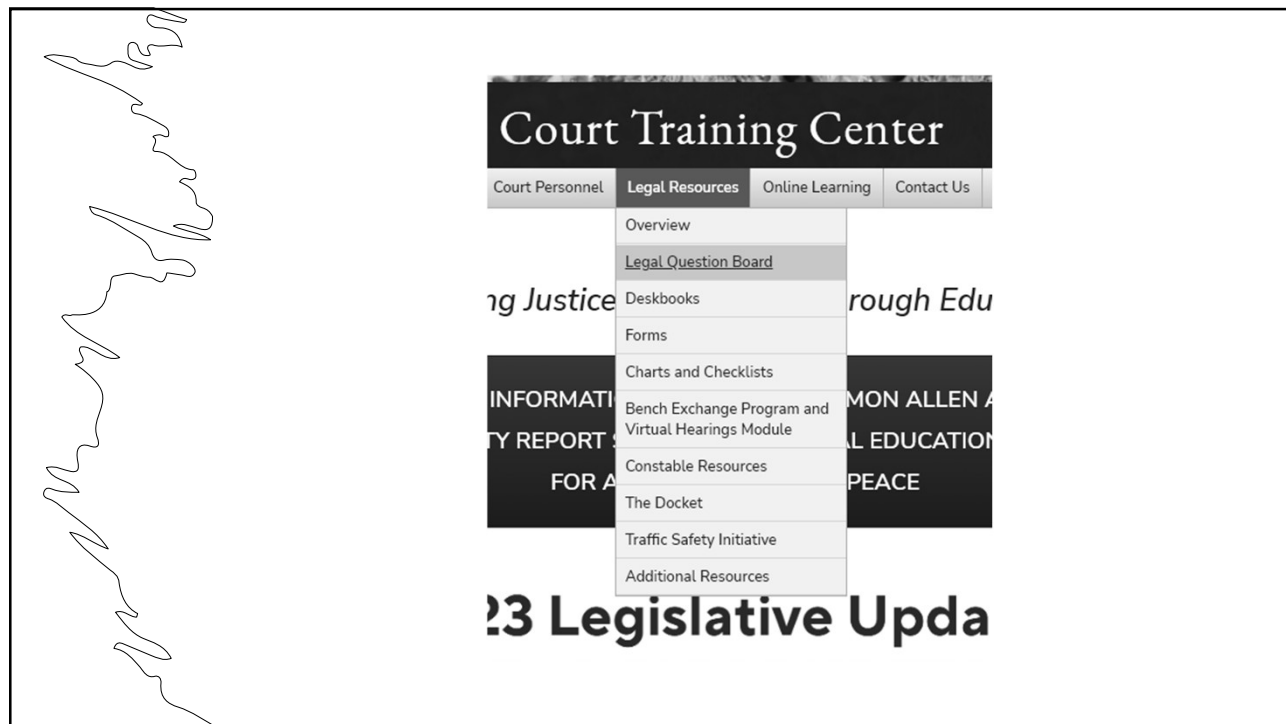 Court Training Center
Court Personnel Legal Resources Online Learning Contact Us
Overview
Legal Question Board
ng Justice rough Edu
Deskbooks
Forms
Charts and Checklists
INFORMATI MON ALLEN A
Bench Exchange Program and
Virtual Hearings Module
TY REPORT L EDUCATION
Constable Resources
FOR A PEACE
The Docket
Traffic Safety Initiative
Additional Resources
23 Legislative Upda